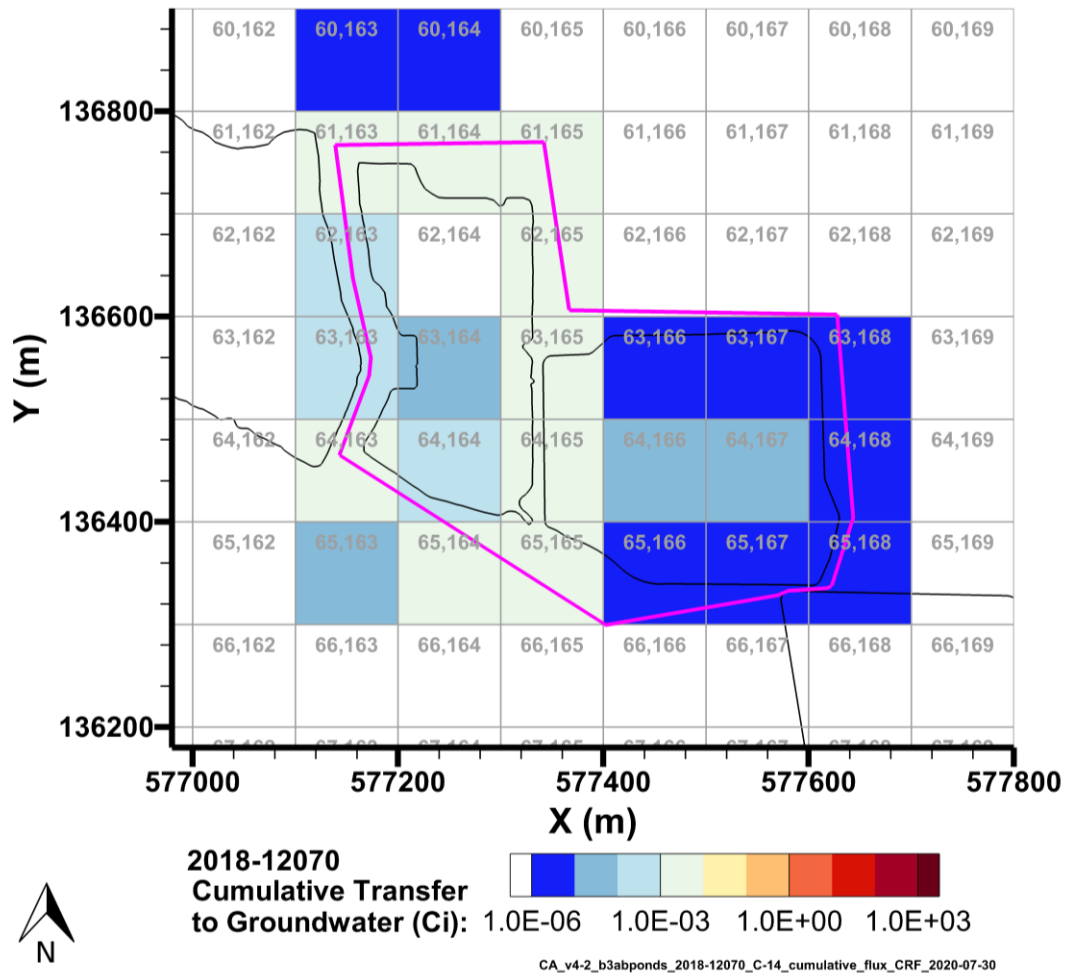 60,162 60,163 60,164 60,165 60,166 60,167 60,168 60,169
136800
61,162 61,163 61,164 61,165 61,166 61,167 61,168 61,169
62,162 62,163 62,164 62,165 62,166 62,167 62,168 62,169
136600
63,162 63,163 63,164 63,165 63,166 63,167 63,168 63,169
Y (m)
64,162 64,163 64,164 64,165 64,166 64,167 64,168 64,169
136400
65,162 65,163 65,164 65,165 65,166 65,167 65,168 65,169
66,162 66,163 66,164 66,165 66,166 66,167 66,168 66,169
136200
577000 577200 577400 577600 577800
X (m)
2018-12070
Cumulative Transfer
to Groundwater (Ci): 1.0E-06 1.0E-03 1.0E+00 1.0E+03
N
CA_v4-2_b3abponds_2018-12070_C-14_cumulative_flux_CRF_2020-07-30